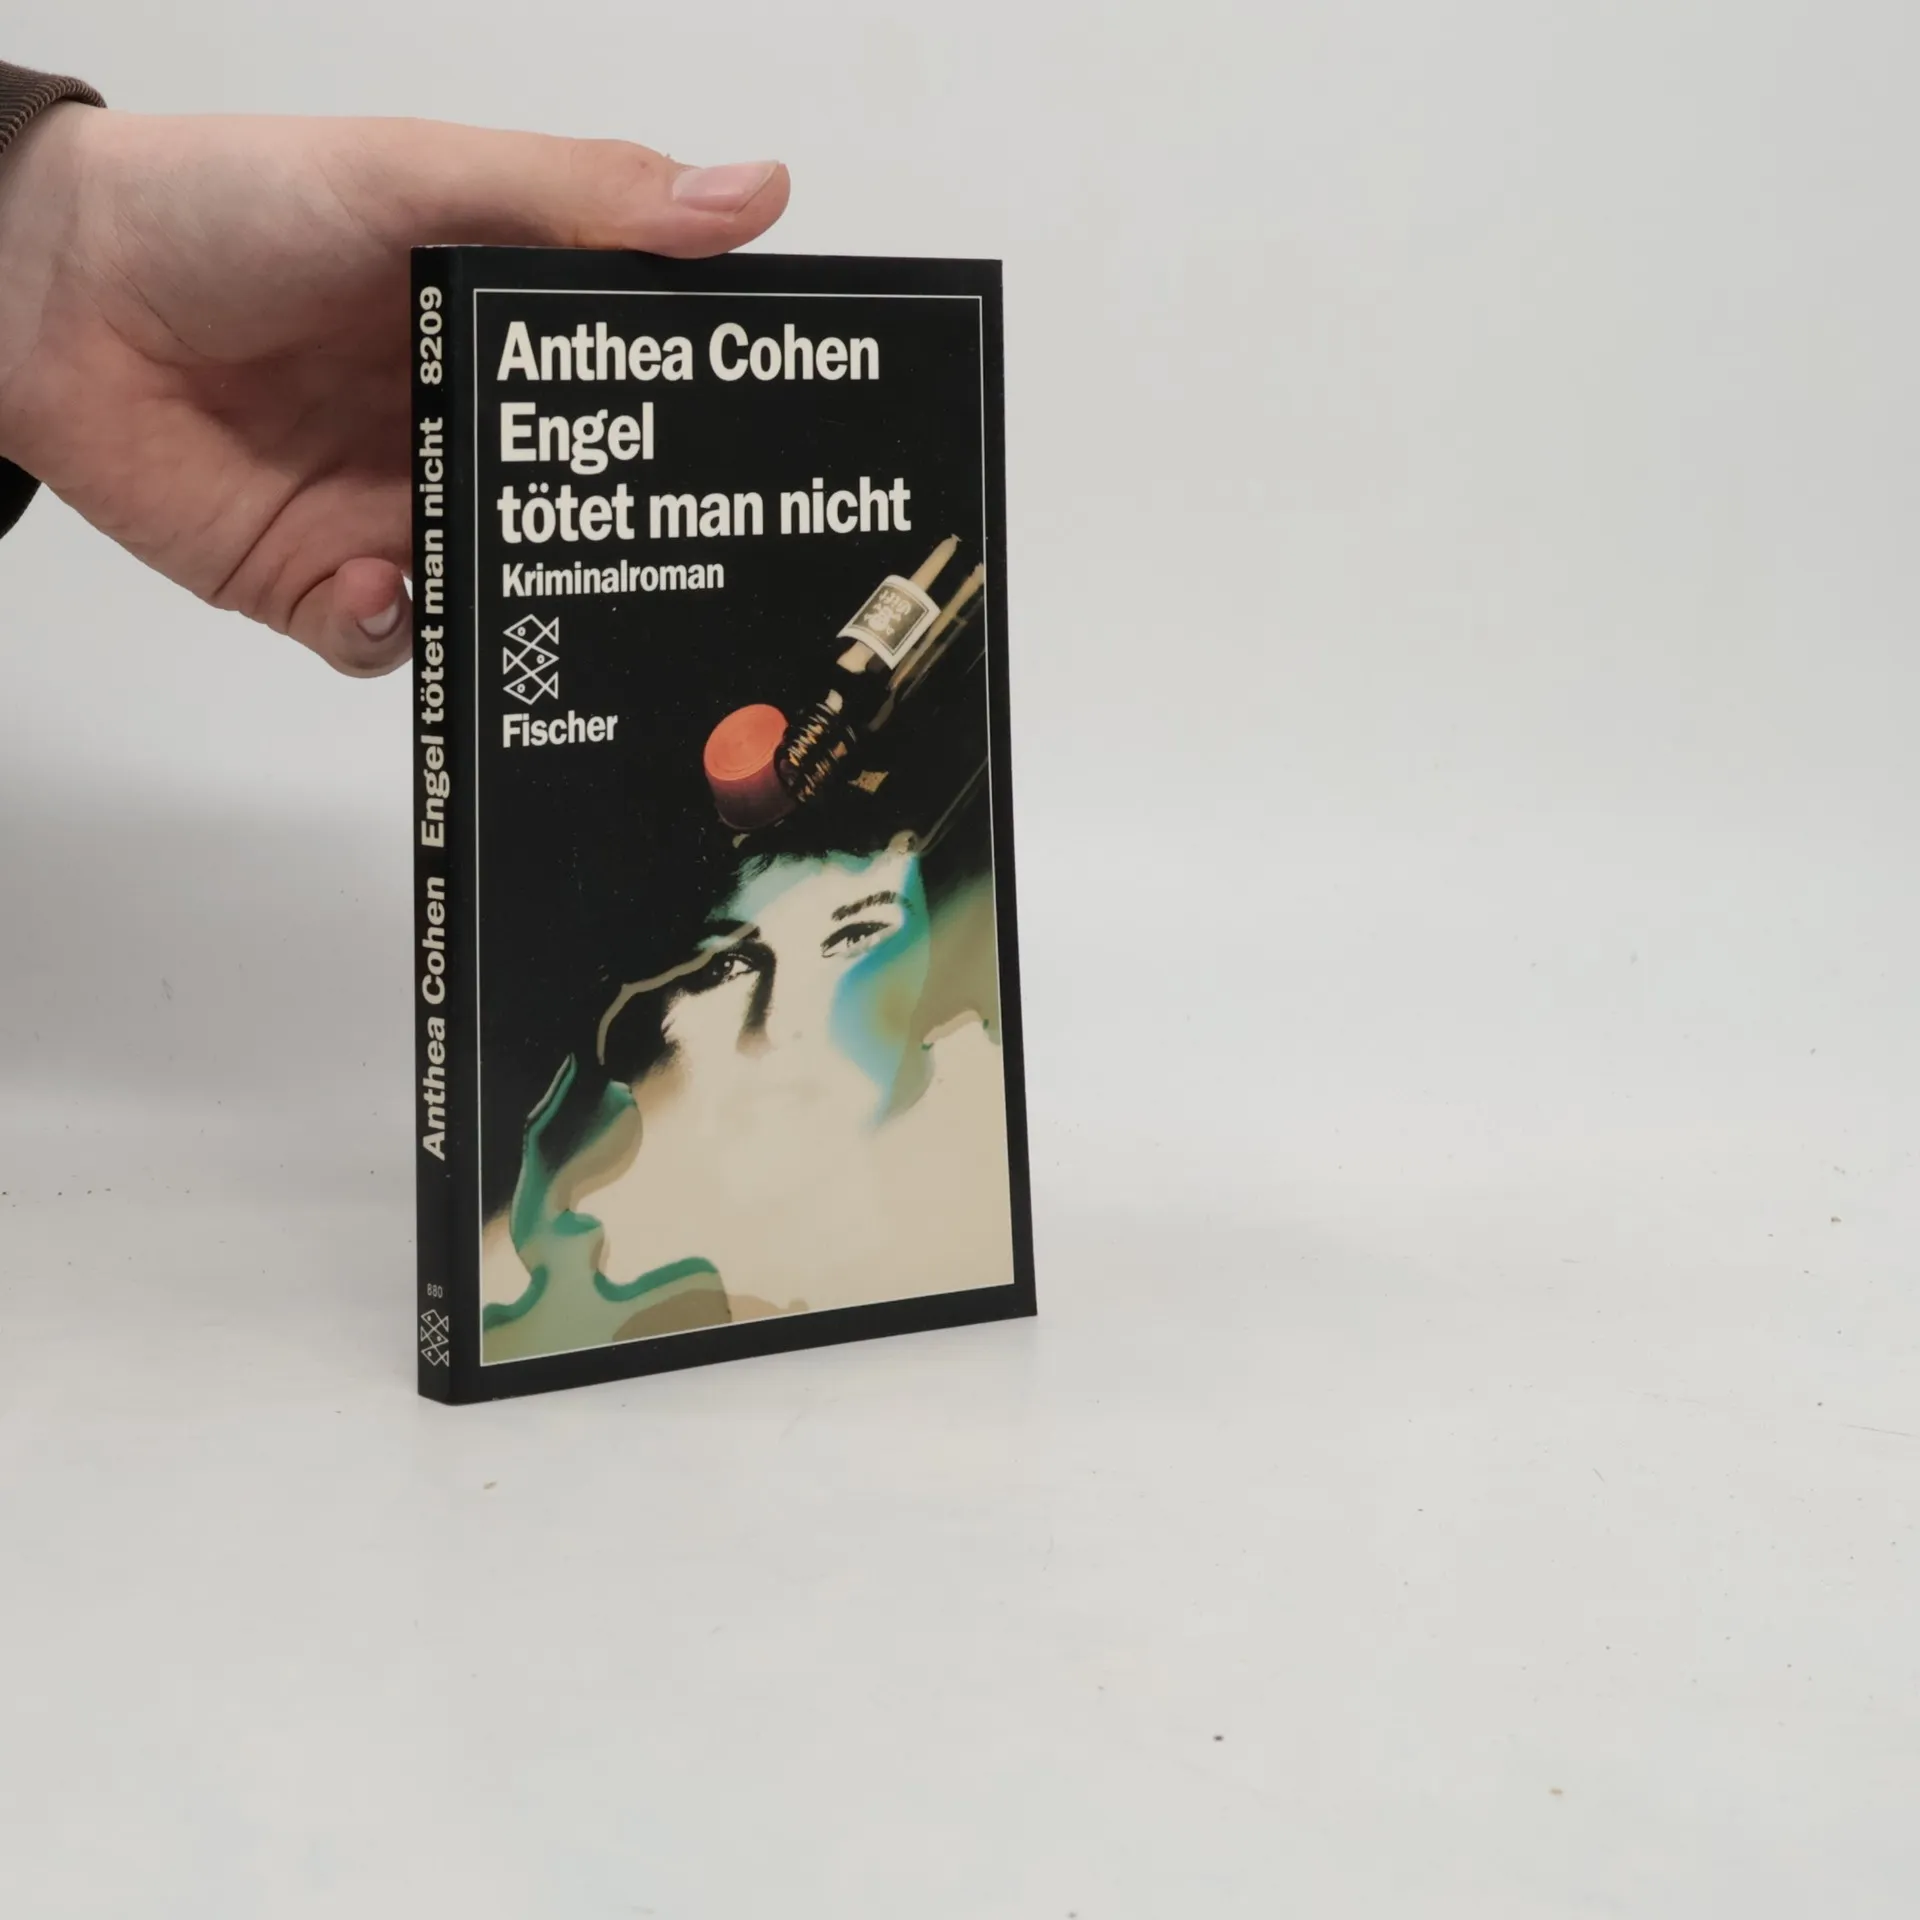 Anthea Cohen
Engel
tötet man nicht
Kriminalroman
Fischer
Anthea Cohen Engel tötet man nicht 8209
880